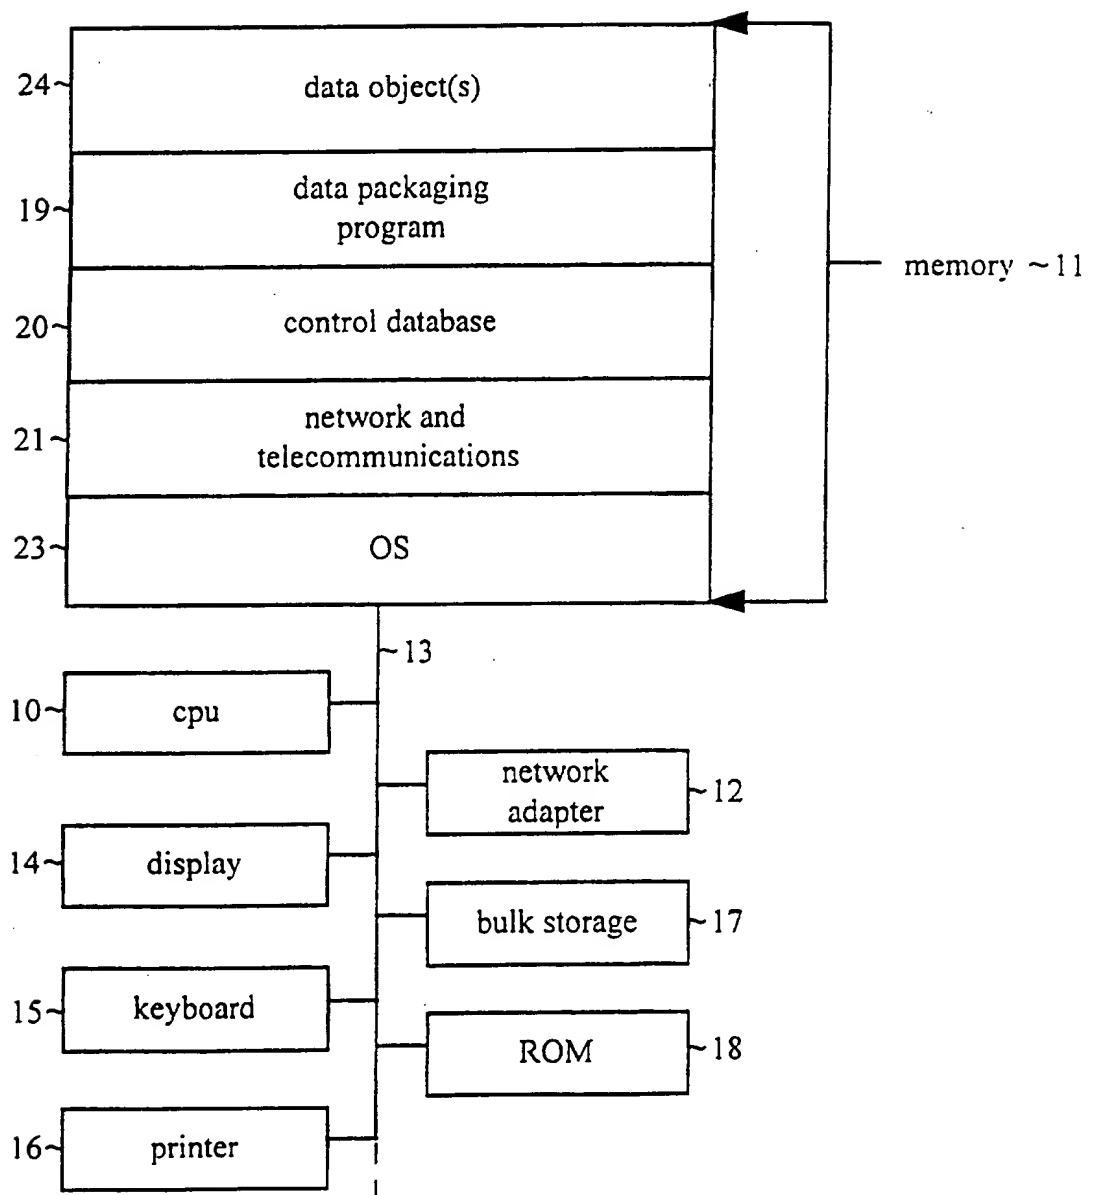 24~ data object(s)
19~ data packaging
program
memory ~11
20~ control database
21~ network and
telecommunications
23~ OS
~13
10~ cpu
network
adapter ~12
14~ display
bulk storage ~17
15~ keyboard
ROM ~18
16~ printer